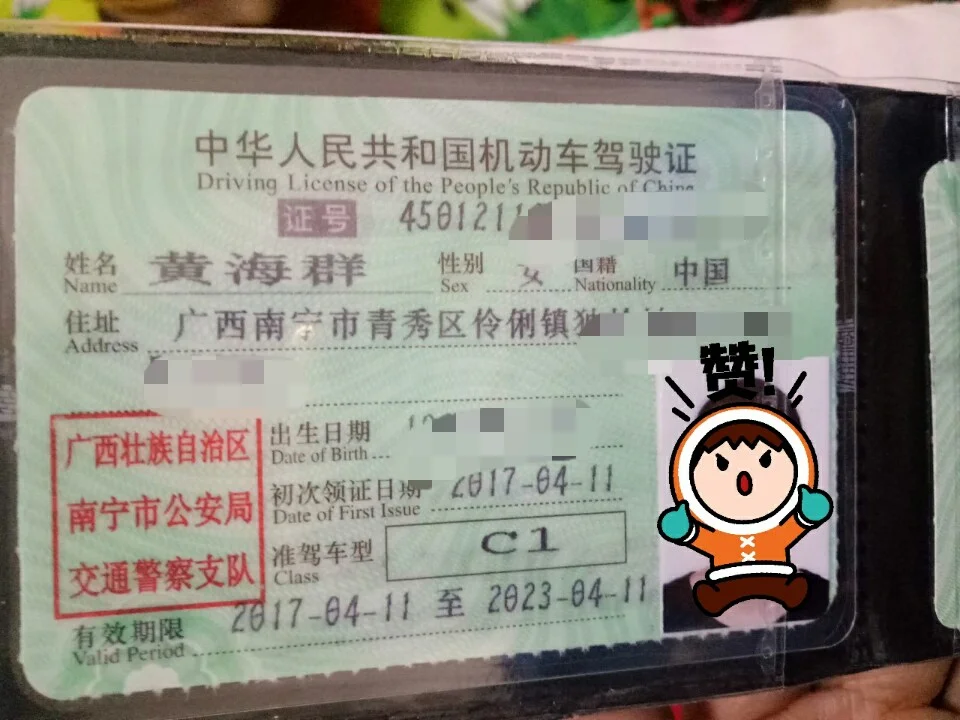 中华人民共和国机动车驾驶证
Driving License of the People's Republic of China
证号 4501211
姓名 黄海群 性别 女 国籍 中国
Name Sex Nationality
住址 广西南宁市青秀区伶俐镇
Address
赞!
广西壮族自治区
南宁市公安局
交通警察支队
出生日期
Date of Birth
初次领证日期 2017-04-11
Date of First Issue
准驾车型 C1
Class
有效期限 2017-04-11 至 2023-04-11
Valid Period